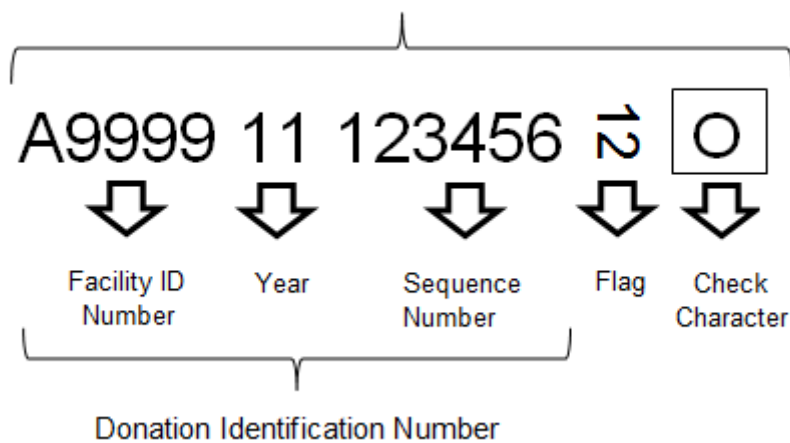 A9999 11 123456 12 O
Facility ID Number
Year
Sequence Number
Flag
Check Character
Donation Identification Number